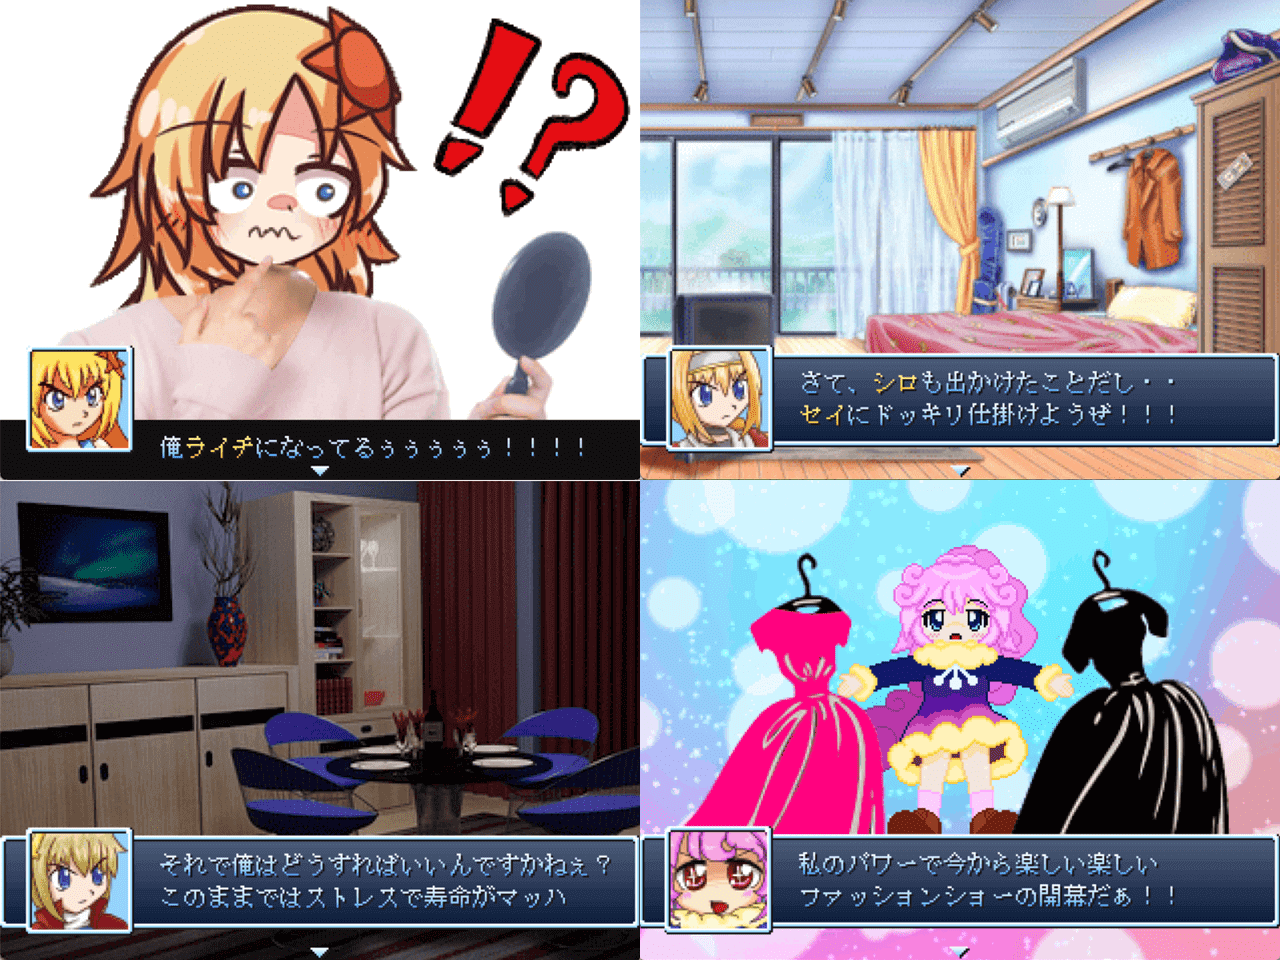 !?
俺ライチになってるぅぅぅぅぅ！！！！
さて、シロも出かけたことだし・・
セイにドッキリ仕掛けようぜ！！！
それで俺はどうすればいいんですかねぇ？
このままではストレスで寿命がマッハ
私のパワーで今から楽しい楽しい
ファッションショーの開幕だぁ！！